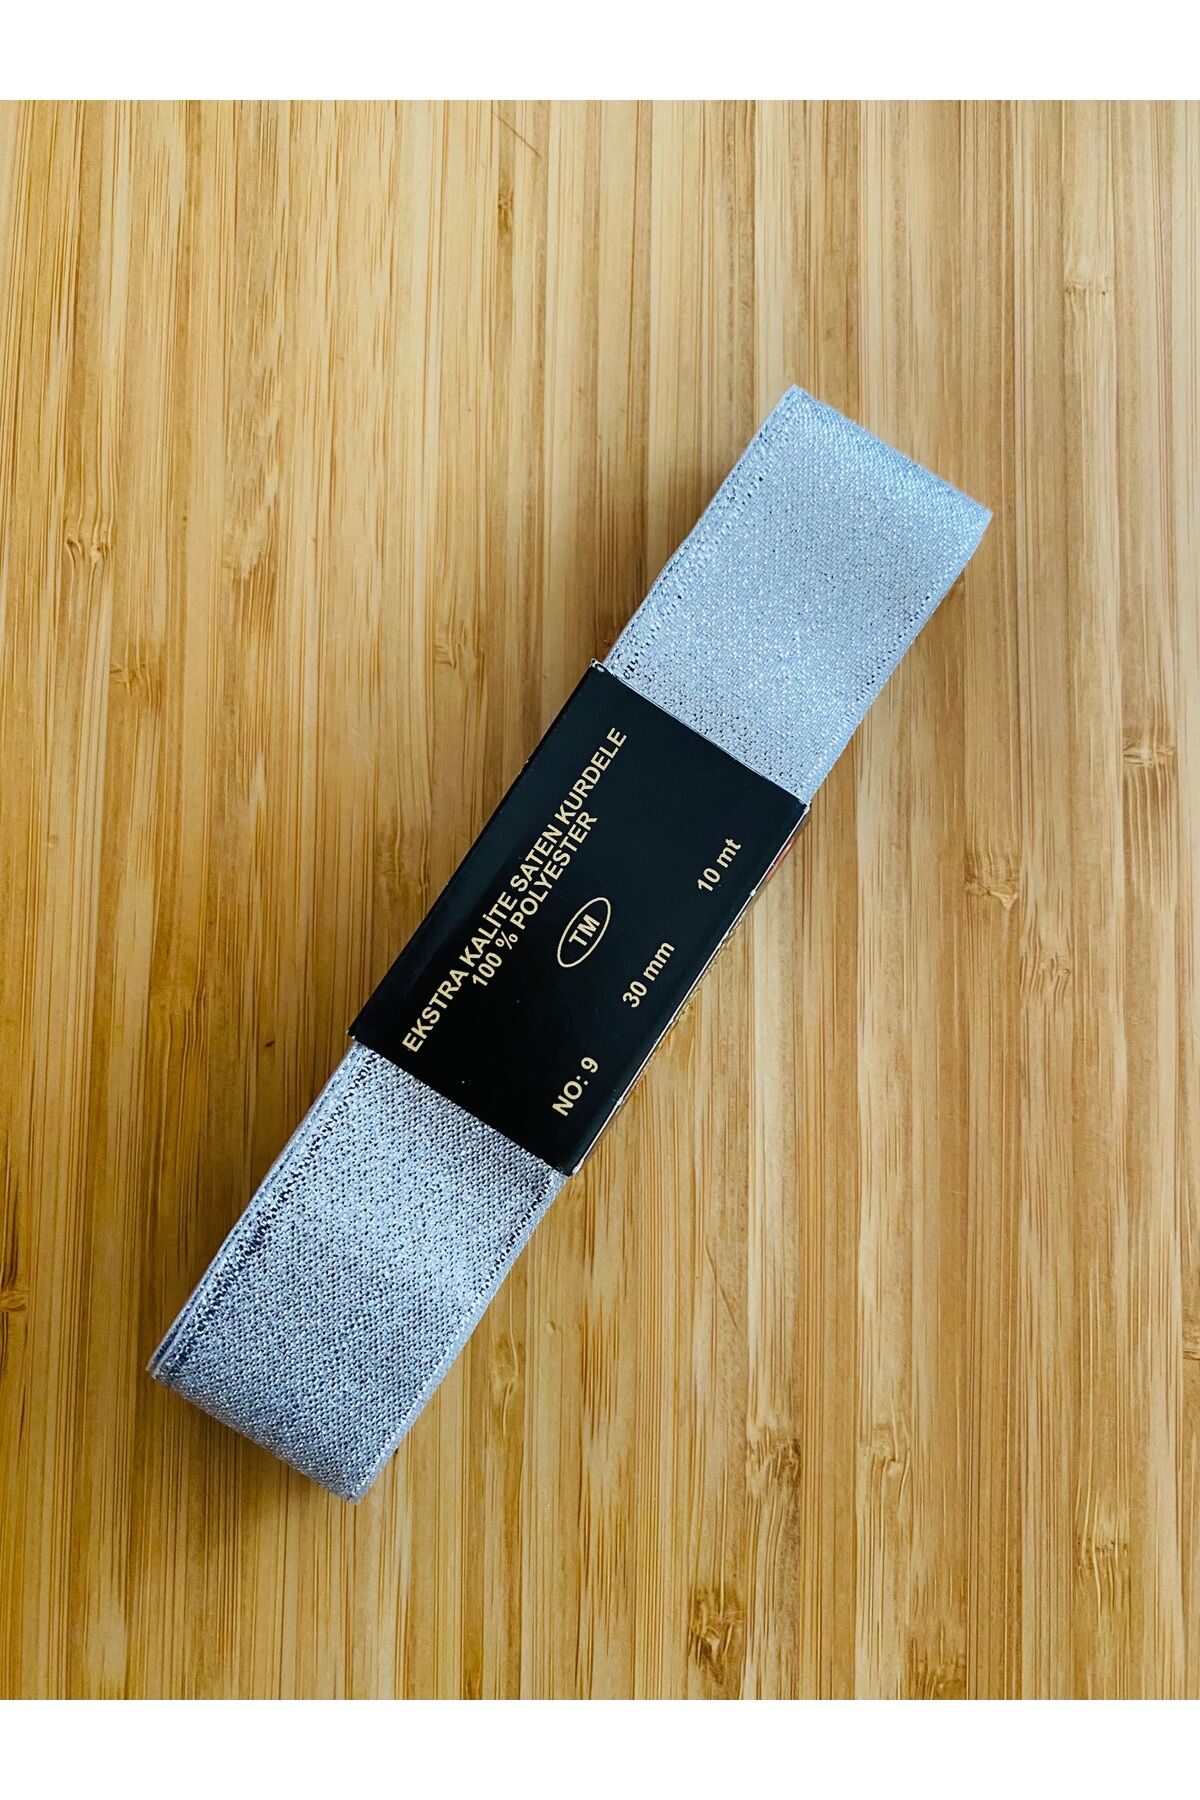 EKSTRA KALİTE SATEN KURDELE
100 % POLYESTER
TM
NO: 9 30 mm 10 mt